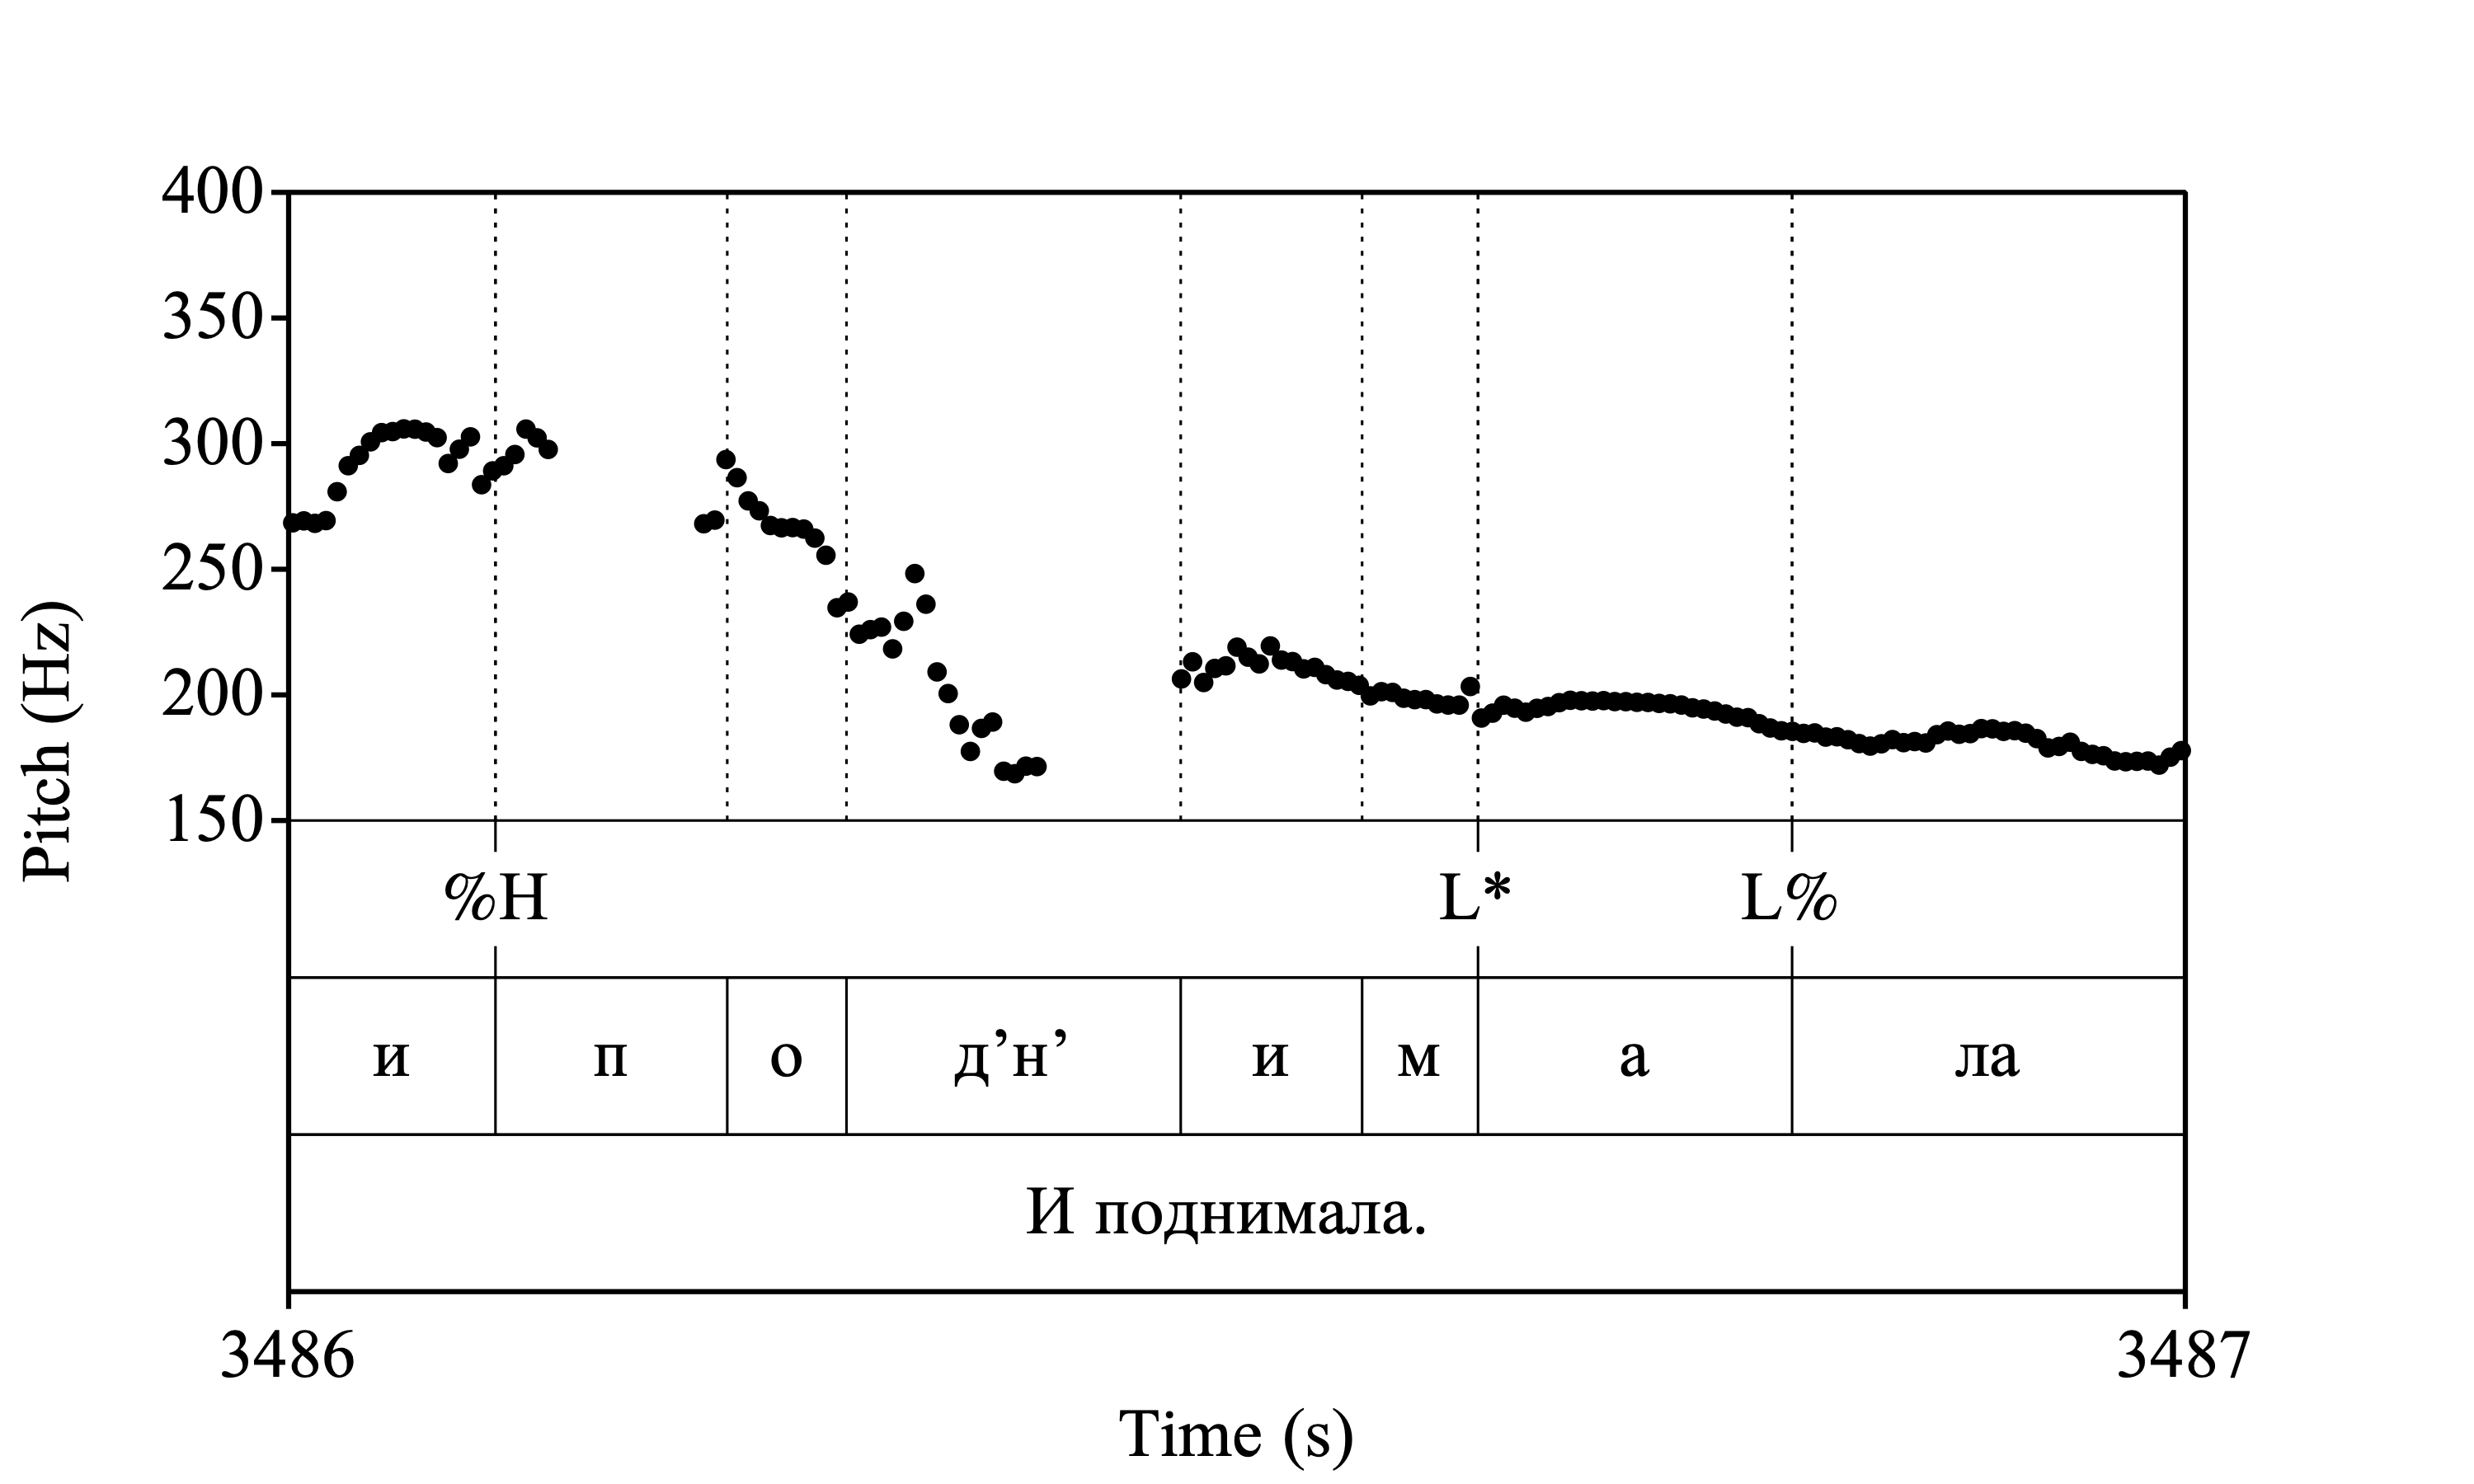 400
350
300
250
200
150
Pitch (Hz)
%H L* L%
и п о д’н’ и м а ла
И поднимала.
3486 3487
Time (s)